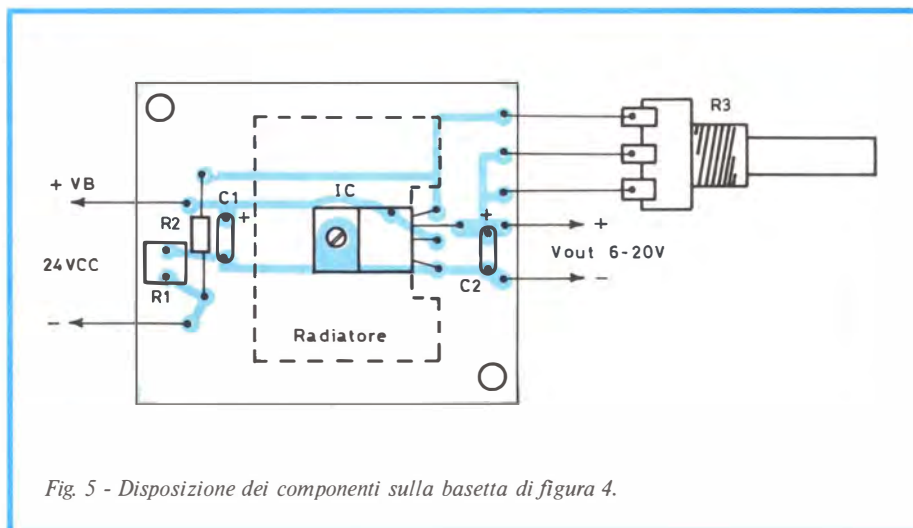 R3
+ VB
C1
+
IC
R2
+
+
24VCC
Vout 6-20V
R1
C2
-
-
Radiatore
Fig. 5 - Disposizione dei componenti sulla basetta di figura 4.